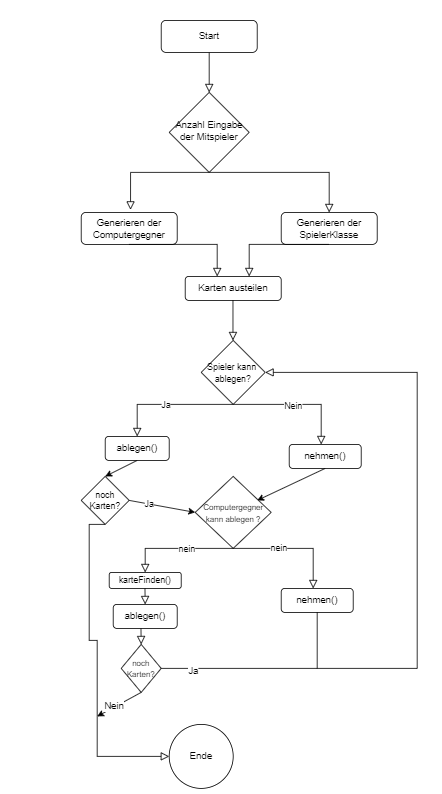 Start
Anzahl Eingabe
der Mitspieler
Generieren der
Computergegner
Generieren der
SpielerKlasse
Karten austeilen
Spieler kann
ablegen?
Ja
Nein
ablegen()
nehmen()
noch
Karten?
Ja
Computergegner
kann ablegen ?
nein
nein
karteFinden()
ablegen()
nehmen()
noch
Karten?
Ja
Nein
Ende